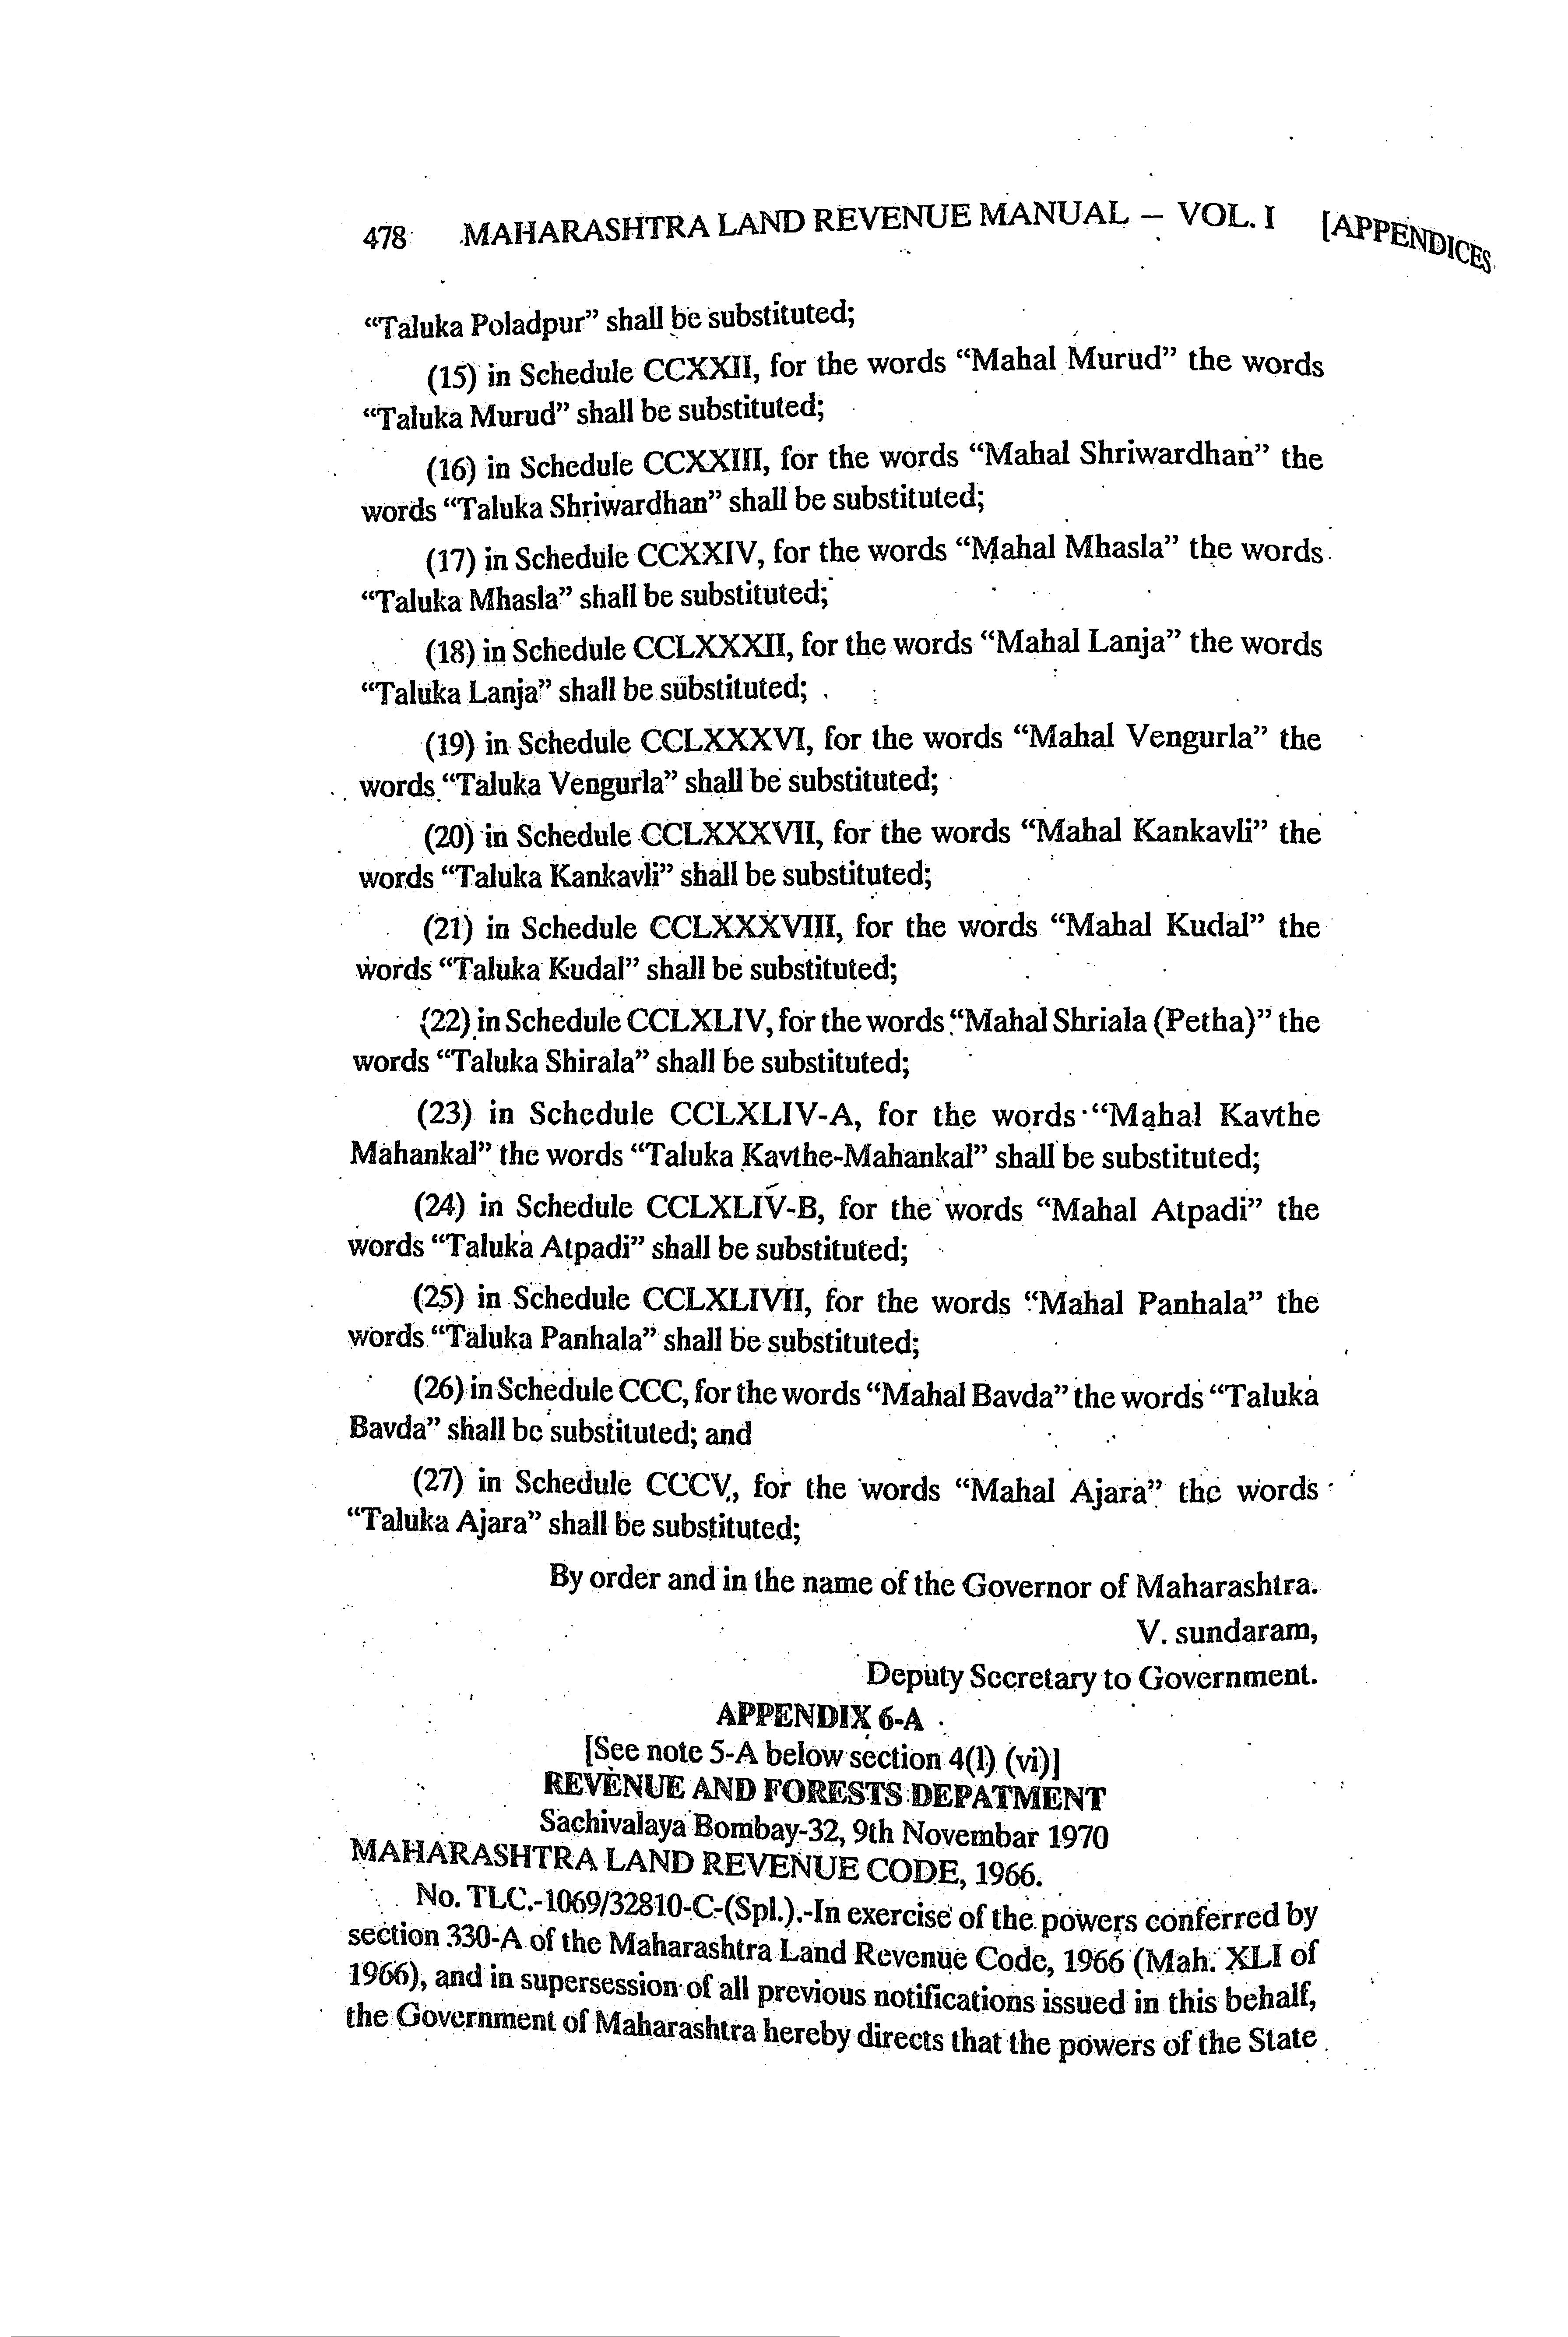 478 MAHARASHTRA LAND REVENUE MANUAL – VOL. I [APPENDICES
“Taluka Poladpur” shall be substituted;
(15) in Schedule CCXXII, for the words “Mahal Murud” the words
“Taluka Murud” shall be substituted;
(16) in Schedule CCXXIII, for the words “Mahal Shriwardhan” the
words “Taluka Shriwardhan” shall be substituted;
(17) in Schedule CCXXIV, for the words “Mahal Mhasla” the words
“Taluka Mhasla” shall be substituted;
(18) in Schedule CCLXXXII, for the words “Mahal Lanja” the words
“Taluka Lanja” shall be substituted;
(19) in Schedule CCLXXXVI, for the words “Mahal Vengurla” the
words “Taluka Vengurla” shall be substituted;
(20) in Schedule CCLXXXVII, for the words “Mahal Kankavli” the
words “Taluka Kankavli” shall be substituted;
(21) in Schedule CCLXXXVIII, for the words “Mahal Kudal” the
words “Taluka Kudal” shall be substituted;
(22) in Schedule CCLXLIV, for the words “Mahal Shriala (Petha)” the
words “Taluka Shirala” shall be substituted;
(23) in Schedule CCLXLIV-A, for the words “Mahal Kavthe
Mahankal” the words “Taluka Kavthe-Mahankal” shall be substituted;
(24) in Schedule CCLXLIV-B, for the words “Mahal Atpadi” the
words “Taluka Atpadi” shall be substituted;
(25) in Schedule CCLXLIVII, for the words “Mahal Panhala” the
words “Taluka Panhala” shall be substituted;
(26) in Schedule CCC, for the words “Mahal Bavda” the words “Taluka
Bavda” shall be substituted; and
(27) in Schedule CCCV, for the words “Mahal Ajara” the words
“Taluka Ajara” shall be substituted;
By order and in the name of the Governor of Maharashtra.
V. sundaram,
Deputy Secretary to Government.
APPENDIX 6-A
[See note 5-A below section 4(l) (vi)]
REVENUE AND FORESTS DEPATMENT
Sachivalaya Bombay-32, 9th Novembar 1970
MAHARASHTRA LAND REVENUE CODE, 1966.
No. TLC.-1069/32810-C-(Spl.).-In exercise of the powers conferred by
section 330-A of the Maharashtra Land Revenue Code, 1966 (Mah. XLI of
1966), and in supersession of all previous notifications issued in this behalf,
the Government of Maharashtra hereby directs that the powers of the State